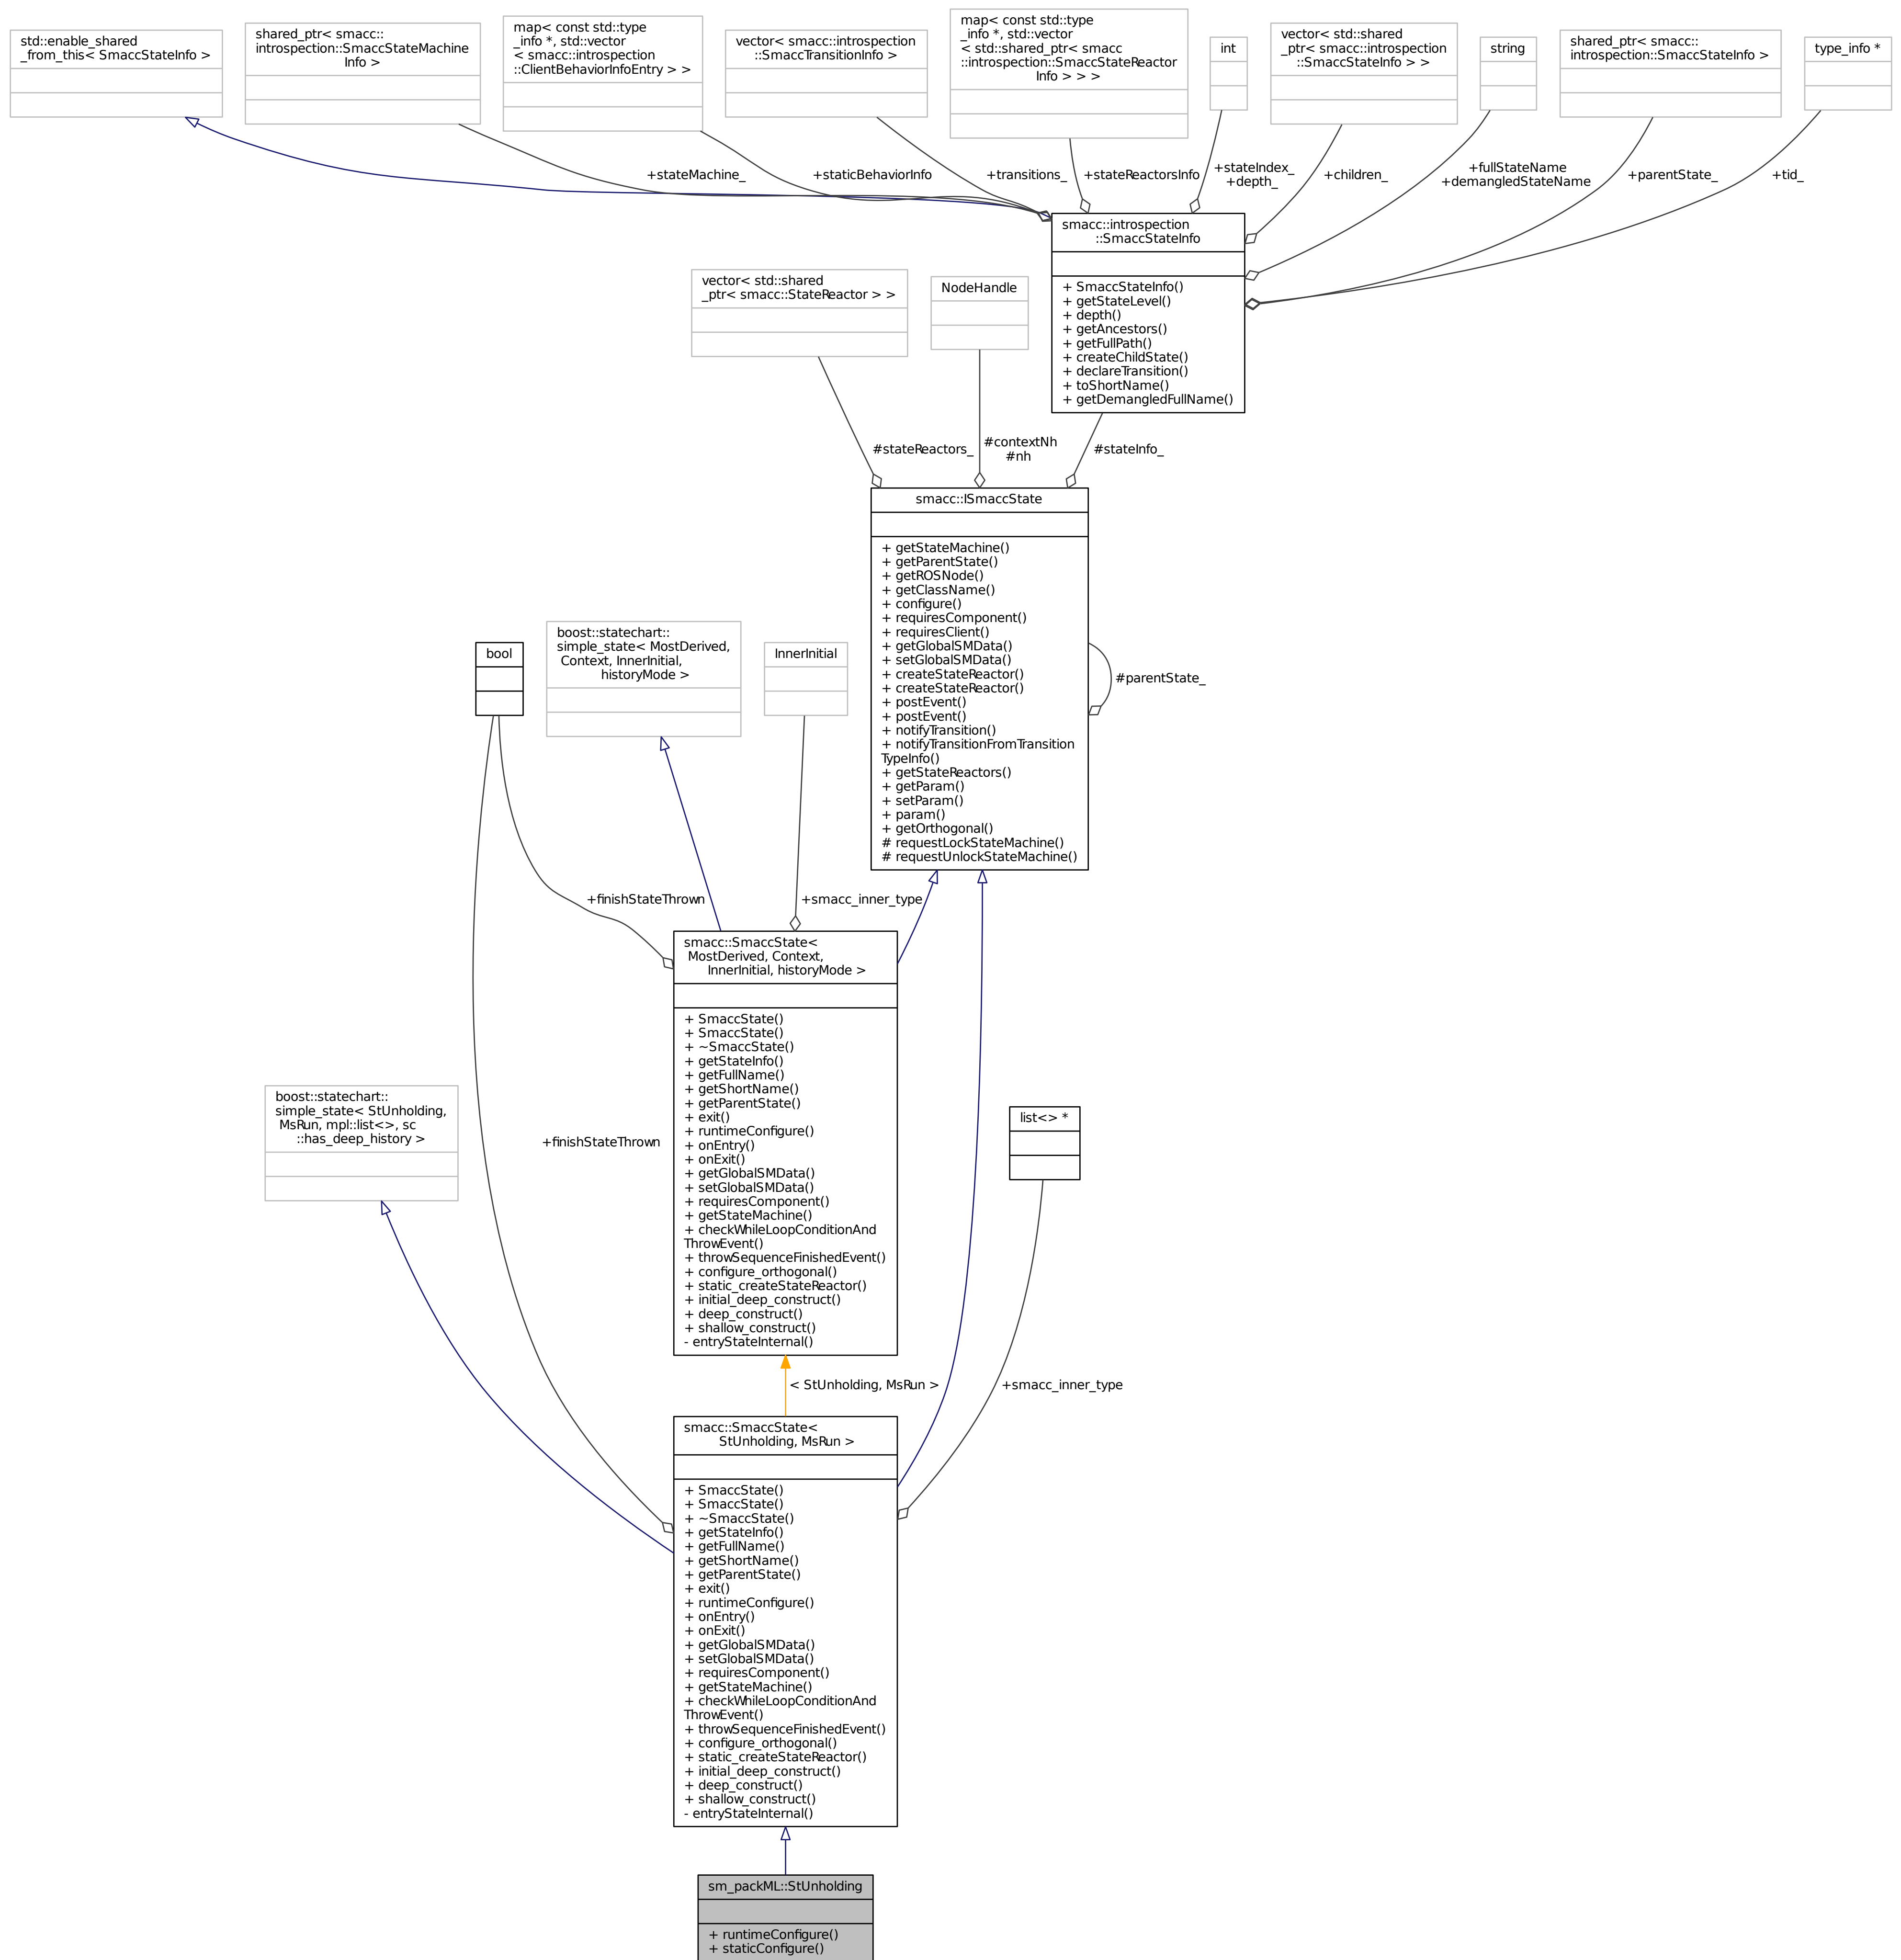 std::enable_shared
_from_this< SmaccStateInfo >
shared_ptr< smacc::
introspection::SmaccStateMachine
Info >
map< const std::type
_info *, std::vector
< smacc::introspection
::ClientBehaviorInfoEntry > >
vector< smacc::introspection
::SmaccTransitionInfo >
map< const std::type
_info *, std::vector
< std::shared_ptr< smacc
::introspection::SmaccStateReactor
Info > > >
int
vector< std::shared
_ptr< smacc::introspection
::SmaccStateInfo > >
string
shared_ptr< smacc::
introspection::SmaccStateInfo >
type_info *
+stateMachine_
+staticBehaviorInfo
+transitions_
+stateReactorsInfo
+stateIndex_
+depth_
+children_
+fullStateName
+demangledStateName
+parentState_
+tid_
smacc::introspection
::SmaccStateInfo
+ SmaccStateInfo()
+ getStateLevel()
+ depth()
+ getAncestors()
+ getFullPath()
+ createChildState()
+ declareTransition()
+ toShortName()
+ getDemangledFullName()
vector< std::shared
_ptr< smacc::StateReactor > >
NodeHandle
#stateReactors_
#contextNh
#nh
#stateInfo_
smacc::ISmaccState
+ getStateMachine()
+ getParentState()
+ getROSNode()
+ getClassName()
+ configure()
+ requiresComponent()
+ requiresClient()
+ getGlobalSMData()
+ setGlobalSMData()
+ createStateReactor()
+ createStateReactor()
+ postEvent()
+ postEvent()
+ notifyTransition()
+ notifyTransitionFromTransition
TypeInfo()
+ getStateReactors()
+ getParam()
+ setParam()
+ param()
+ getOrthogonal()
# requestLockStateMachine()
# requestUnlockStateMachine()
#parentState_
bool
boost::statechart::
simple_state< MostDerived,
Context, InnerInitial,
historyMode >
InnerInitial
+finishStateThrown
+smacc_inner_type
smacc::SmaccState<
MostDerived, Context,
InnerInitial, historyMode >
+ SmaccState()
+ SmaccState()
+ ~SmaccState()
+ getStateInfo()
+ getFullName()
+ getShortName()
+ getParentState()
+ exit()
+ runtimeConfigure()
+ onEntry()
+ onExit()
+ getGlobalSMData()
+ setGlobalSMData()
+ requiresComponent()
+ getStateMachine()
+ checkWhileLoopConditionAnd
ThrowEvent()
+ throwSequenceFinishedEvent()
+ configure_orthogonal()
+ static_createStateReactor()
+ initial_deep_construct()
+ deep_construct()
+ shallow_construct()
- entryStateInternal()
boost::statechart::
simple_state< StUnholding,
MsRun, mpl::list<>, sc
::has_deep_history >
+finishStateThrown
list<> *
< StUnholding, MsRun >
+smacc_inner_type
smacc::SmaccState<
StUnholding, MsRun >
+ SmaccState()
+ SmaccState()
+ ~SmaccState()
+ getStateInfo()
+ getFullName()
+ getShortName()
+ getParentState()
+ exit()
+ runtimeConfigure()
+ onEntry()
+ onExit()
+ getGlobalSMData()
+ setGlobalSMData()
+ requiresComponent()
+ getStateMachine()
+ checkWhileLoopConditionAnd
ThrowEvent()
+ throwSequenceFinishedEvent()
+ configure_orthogonal()
+ static_createStateReactor()
+ initial_deep_construct()
+ deep_construct()
+ shallow_construct()
- entryStateInternal()
sm_packML::StUnholding
+ runtimeConfigure()
+ staticConfigure()